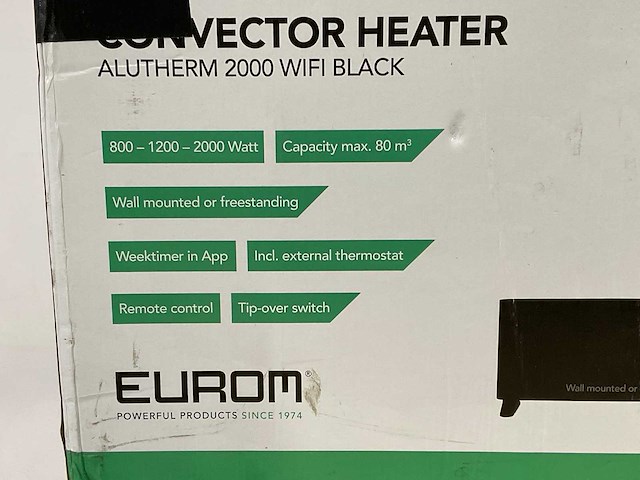 CONVECTOR HEATER
ALUTHERM 2000 WIFI BLACK
800 – 1200 – 2000 Watt Capacity max. 80 m³
Wall mounted or freestanding
Weektimer in App Incl. external thermostat
Remote control Tip-over switch
Wall mounted or
EUROM®
POWERFUL PRODUCTS SINCE 1974